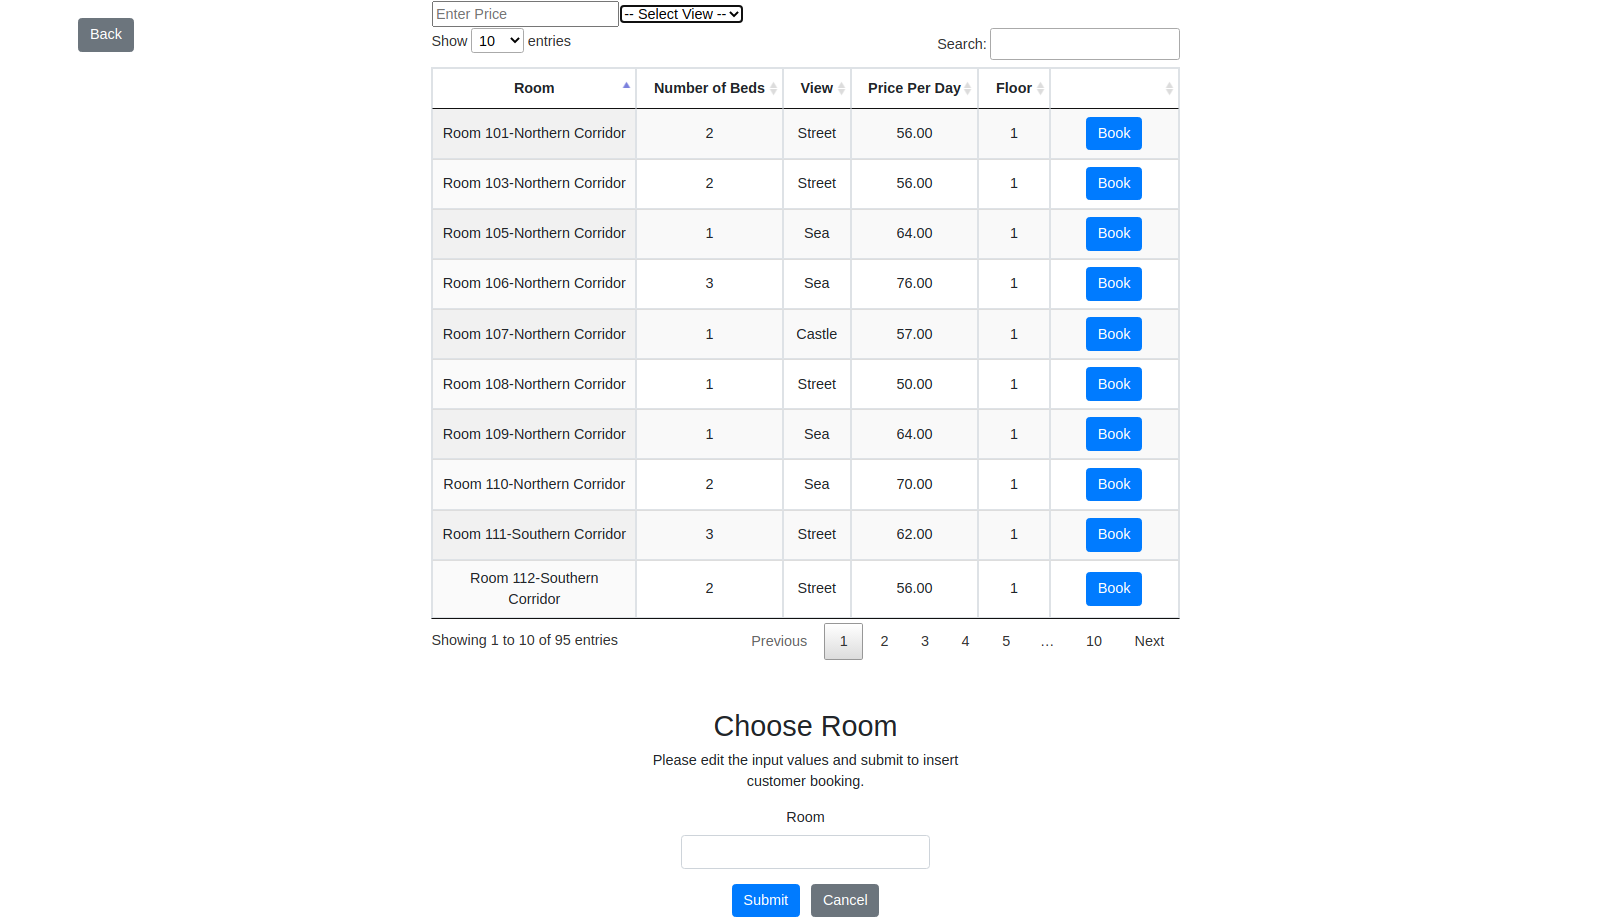 Back
Enter Price -- Select View --
Show 10 entries Search:
Room Number of Beds View Price Per Day Floor
Room 101-Northern Corridor 2 Street 56.00 1 Book
Room 103-Northern Corridor 2 Street 56.00 1 Book
Room 105-Northern Corridor 1 Sea 64.00 1 Book
Room 106-Northern Corridor 3 Sea 76.00 1 Book
Room 107-Northern Corridor 1 Castle 57.00 1 Book
Room 108-Northern Corridor 1 Street 50.00 1 Book
Room 109-Northern Corridor 1 Sea 64.00 1 Book
Room 110-Northern Corridor 2 Sea 70.00 1 Book
Room 111-Southern Corridor 3 Street 62.00 1 Book
Room 112-Southern
Corridor 2 Street 56.00 1 Book
Showing 1 to 10 of 95 entries Previous 1 2 3 4 5 … 10 Next
Choose Room
Please edit the input values and submit to insert
customer booking.
Room
Submit Cancel